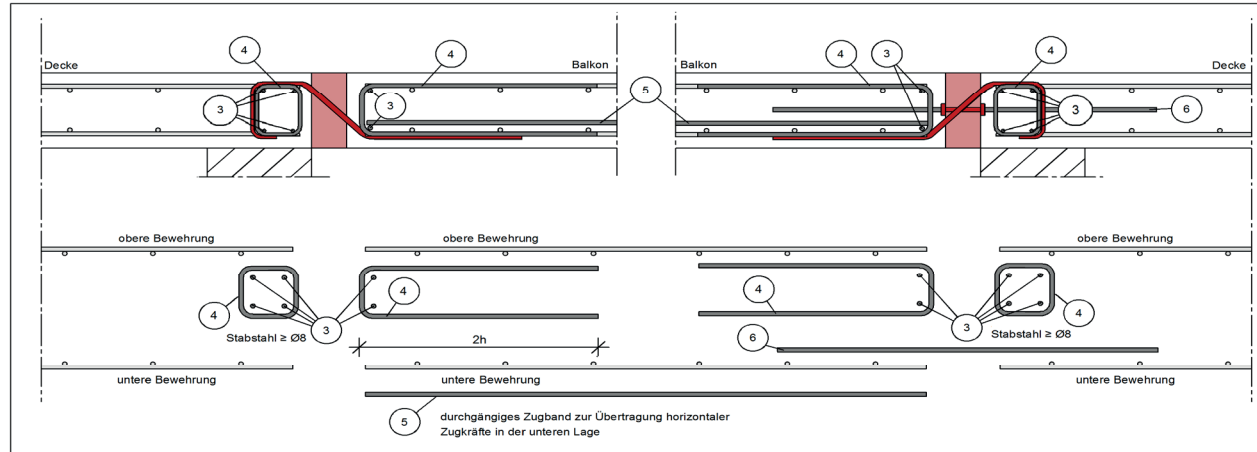 4
4
4
3
4
Decke
Balkon
Balkon
Decke
3
3
5
3
6
obere Bewehrung
obere Bewehrung
obere Bewehrung
4
4
4
4
3
Stabstahl ≥ Ø8
3
Stabstahl ≥ Ø8
2h
6
untere Bewehrung
untere Bewehrung
untere Bewehrung
5
durchgängiges Zugband zur Übertragung horizontaler
Zugkräfte in der unteren Lage